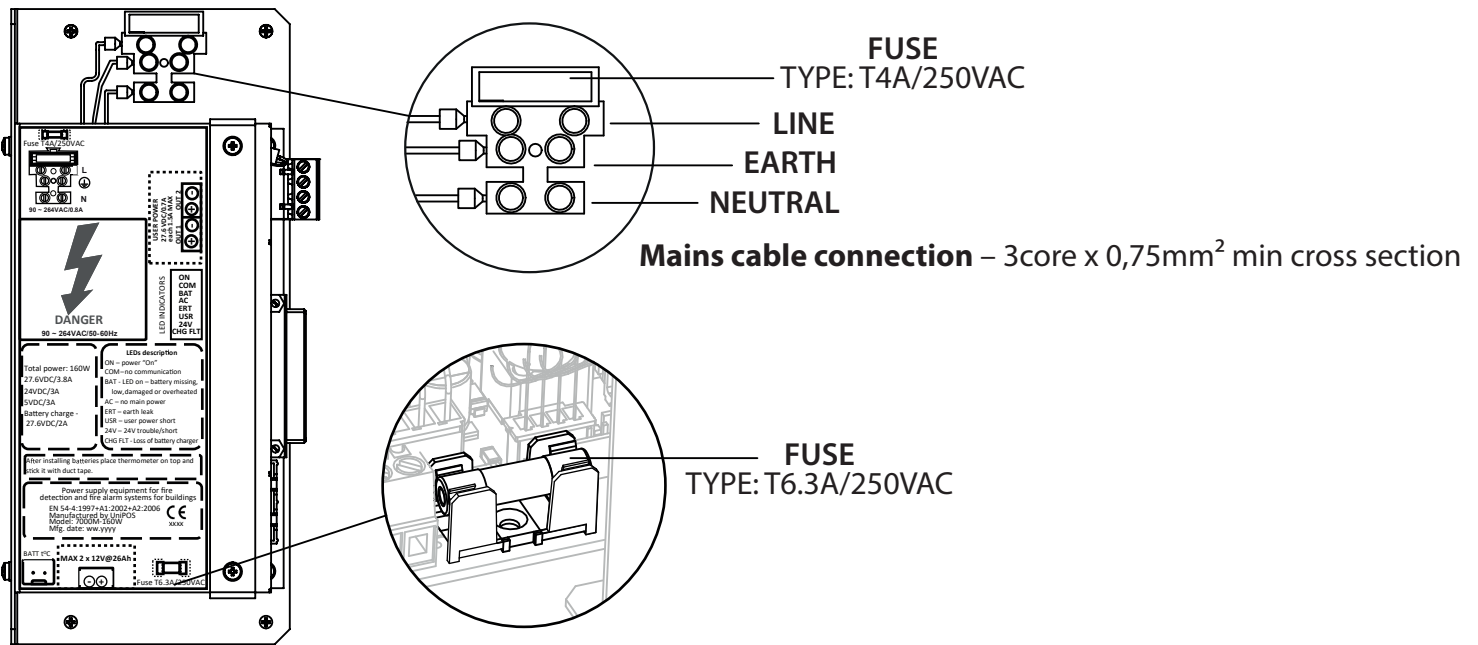 FUSE
TYPE: T4A/250VAC
LINE
EARTH
NEUTRAL
Mains cable connection – 3core x 0,75mm² min cross section
Fuse T4A/250VAC
L
N
90 ~ 264VAC/0.8A
USER POWER
27.6 VDC/0.7A
each 1.5A MAX
OUT 1 OUT 2
LED INDICATORS
ON
COM
BAT
AC
ERT
USR
24V
CHG FLT
DANGER
90 ~ 264VAC/50-60Hz
Total power: 160W
27.6VDC/3.8A
24VDC/3A
5VDC/3A
Battery charge -
27.6VDC/2A
LEDs description
ON – power “On”
COM–no communication
BAT - LED on – battery missing,
low,damaged or overheated
AC – no main power
ERT – earth leak
USR – user power short
24V – 24V trouble/short
CHG FLT - Loss of battery charger
After installing batteries place thermometer on top and
stick it with duct tape.
Power supply equipment for fire
detection and fire alarm systems for buildings
EN 54-4:1997+A1:2002+A2:2006
Manufactured by UniPOS
Model: 7000M-160W
Mfg. date: ww.yyyy
CE
XXXX
BATT t°C
MAX 2 x 12V@26Ah
Fuse T6.3A/250VAC
FUSE
TYPE: T6.3A/250VAC